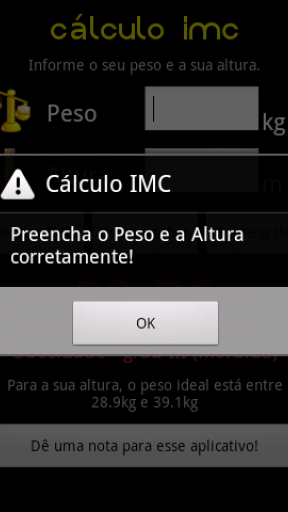 cálculo imc
Informe o seu peso e a sua altura.
Peso
kg
m
Cálculo IMC
Preencha o Peso e a Altura
corretamente!
OK
Para a sua altura, o peso ideal está entre
28.9kg e 39.1kg
Dê uma nota para esse aplicativo!